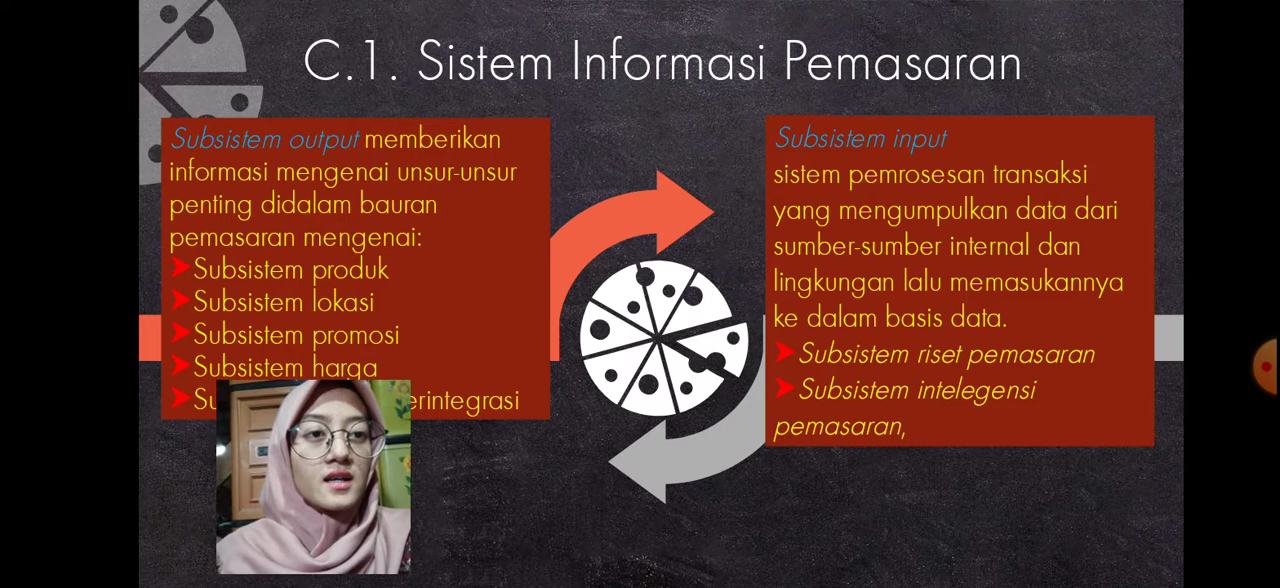 C.1. Sistem Informasi Pemasaran
Subsistem output memberikan
informasi mengenai unsur-unsur
penting didalam bauran
pemasaran mengenai:
Subsistem produk
Subsistem lokasi
Subsistem promosi
Subsistem harga
Subsistem input
sistem pemrosesan transaksi
yang mengumpulkan data dari
sumber-sumber internal dan
lingkungan lalu memasukannya
ke dalam basis data.
Subsistem riset pemasaran
Subsistem intelegensi
pemasaran,